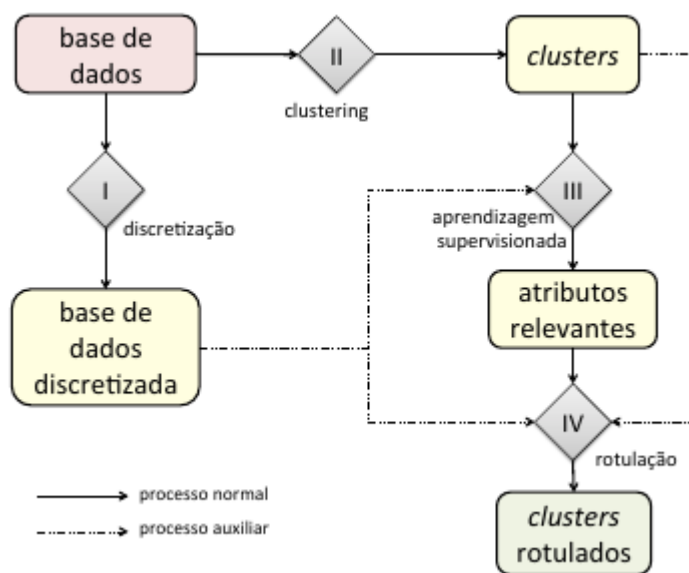 base de
dados
II
clustering
clusters
I
discretização
III
aprendizagem
supervisionada
base de
dados
discretizada
atributos
relevantes
IV
rotulação
processo normal
processo auxiliar
clusters
rotulados